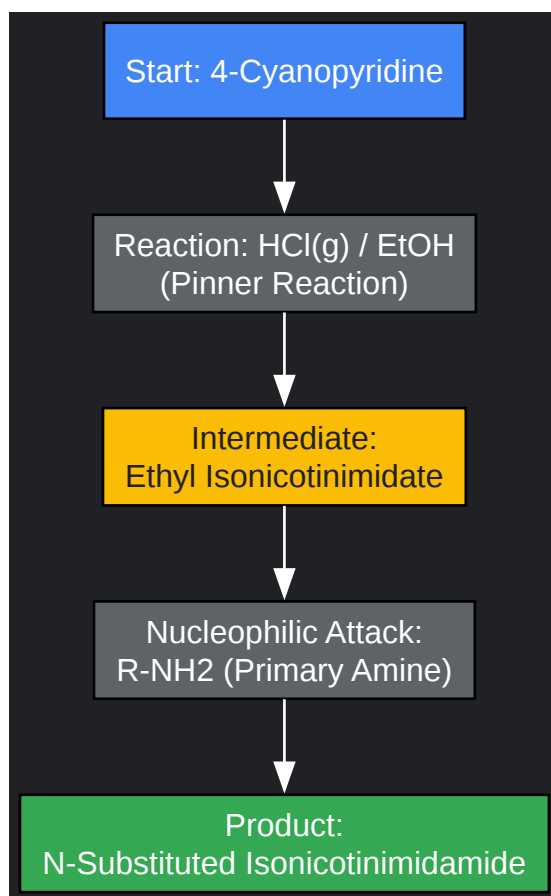 Start: 4-Cyanopyridine
Reaction: HCl(g) / EtOH
(Pinner Reaction)
Intermediate:
Ethyl Isonicotinimidate
Nucleophilic Attack:
R-NH2 (Primary Amine)
Product:
N-Substituted Isonicotinimidamide